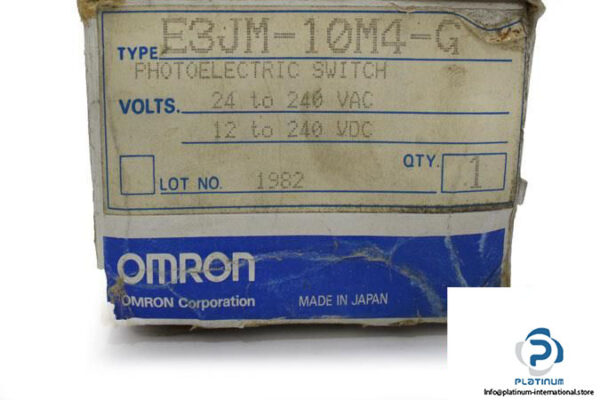 TYPE E3JM-10M4-G
PHOTOELECTRIC SWITCH
VOLTS. 24 to 240 VAC
12 to 240 VDC
QTY. 1
LOT NO. 1982
OMRON
OMRON Corporation MADE IN JAPAN
PLATINUM
info@platinum-international.store